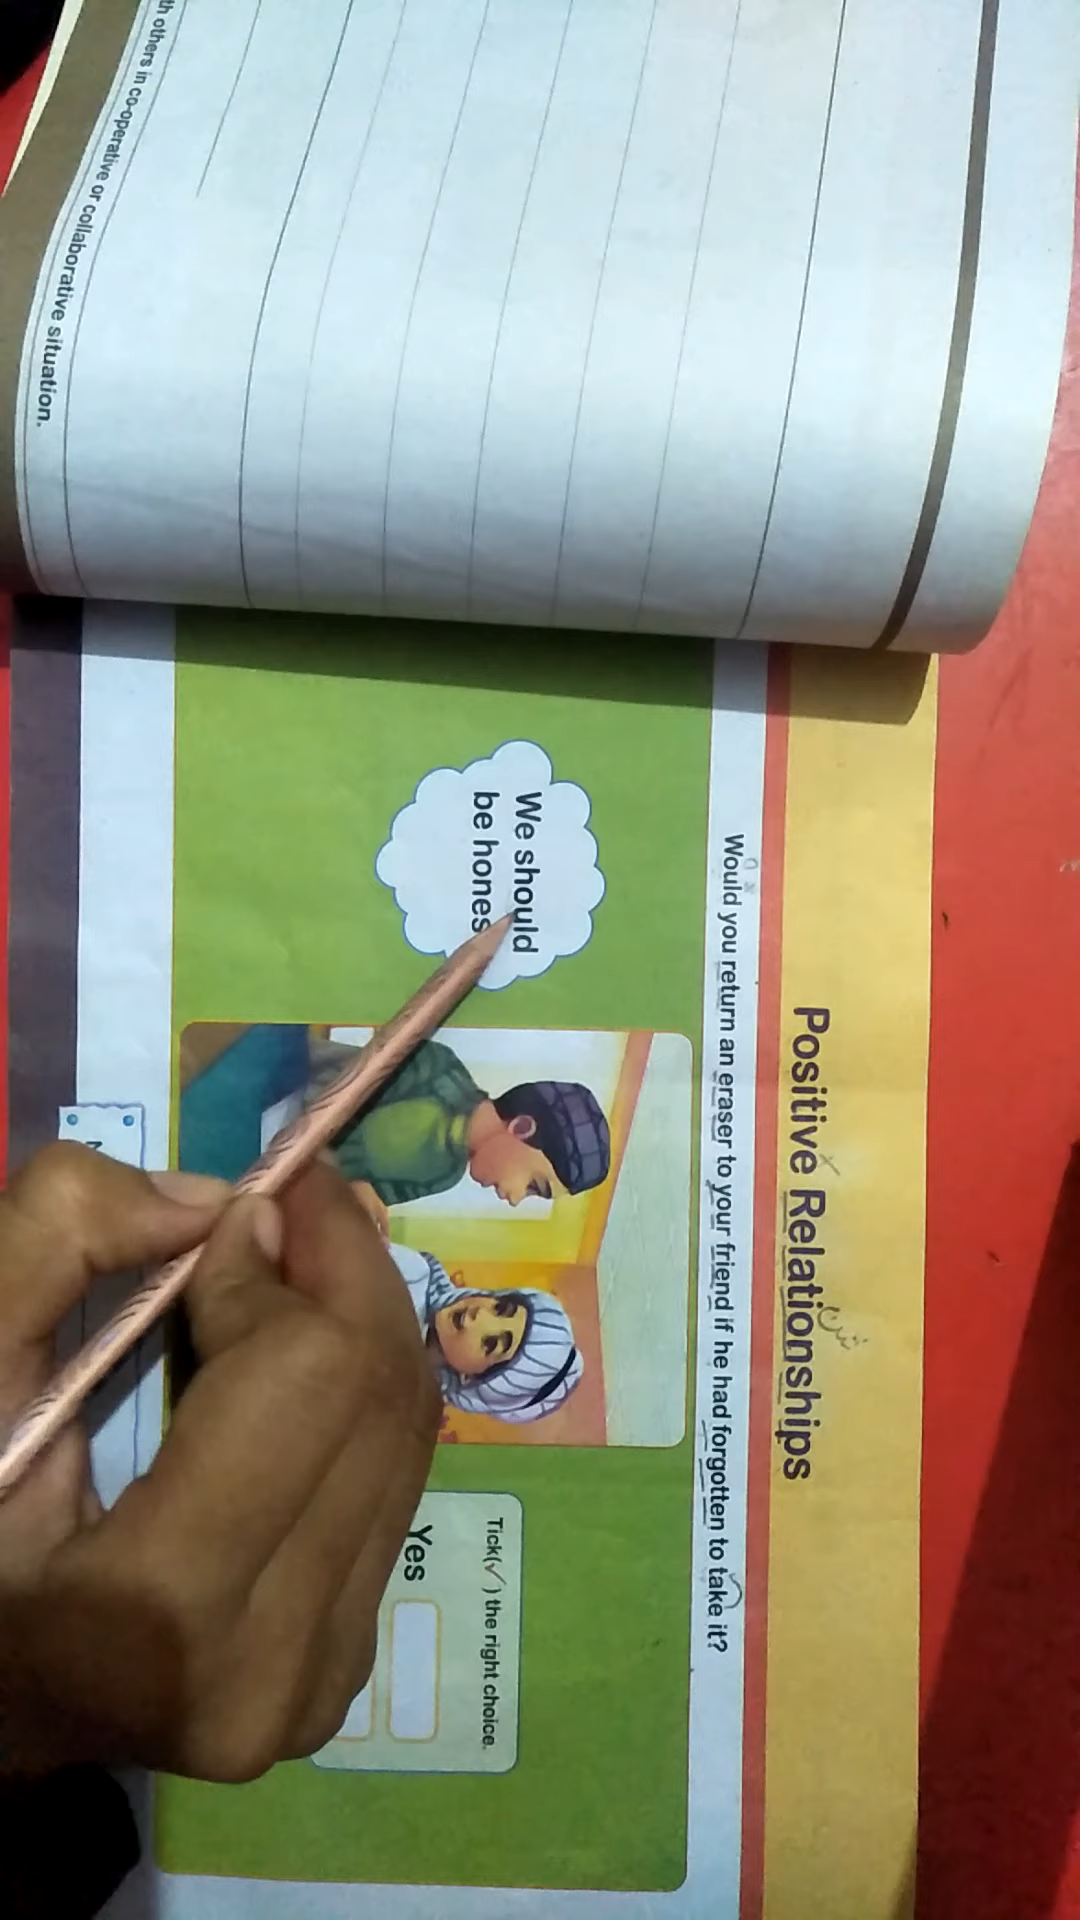 th others in co-operative or collaborative situation.
Positive Relationships
شن
Would you return an eraser to your friend if he had forgotten to take it?
We should
be hones
Tick(✓) the right choice.
Yes